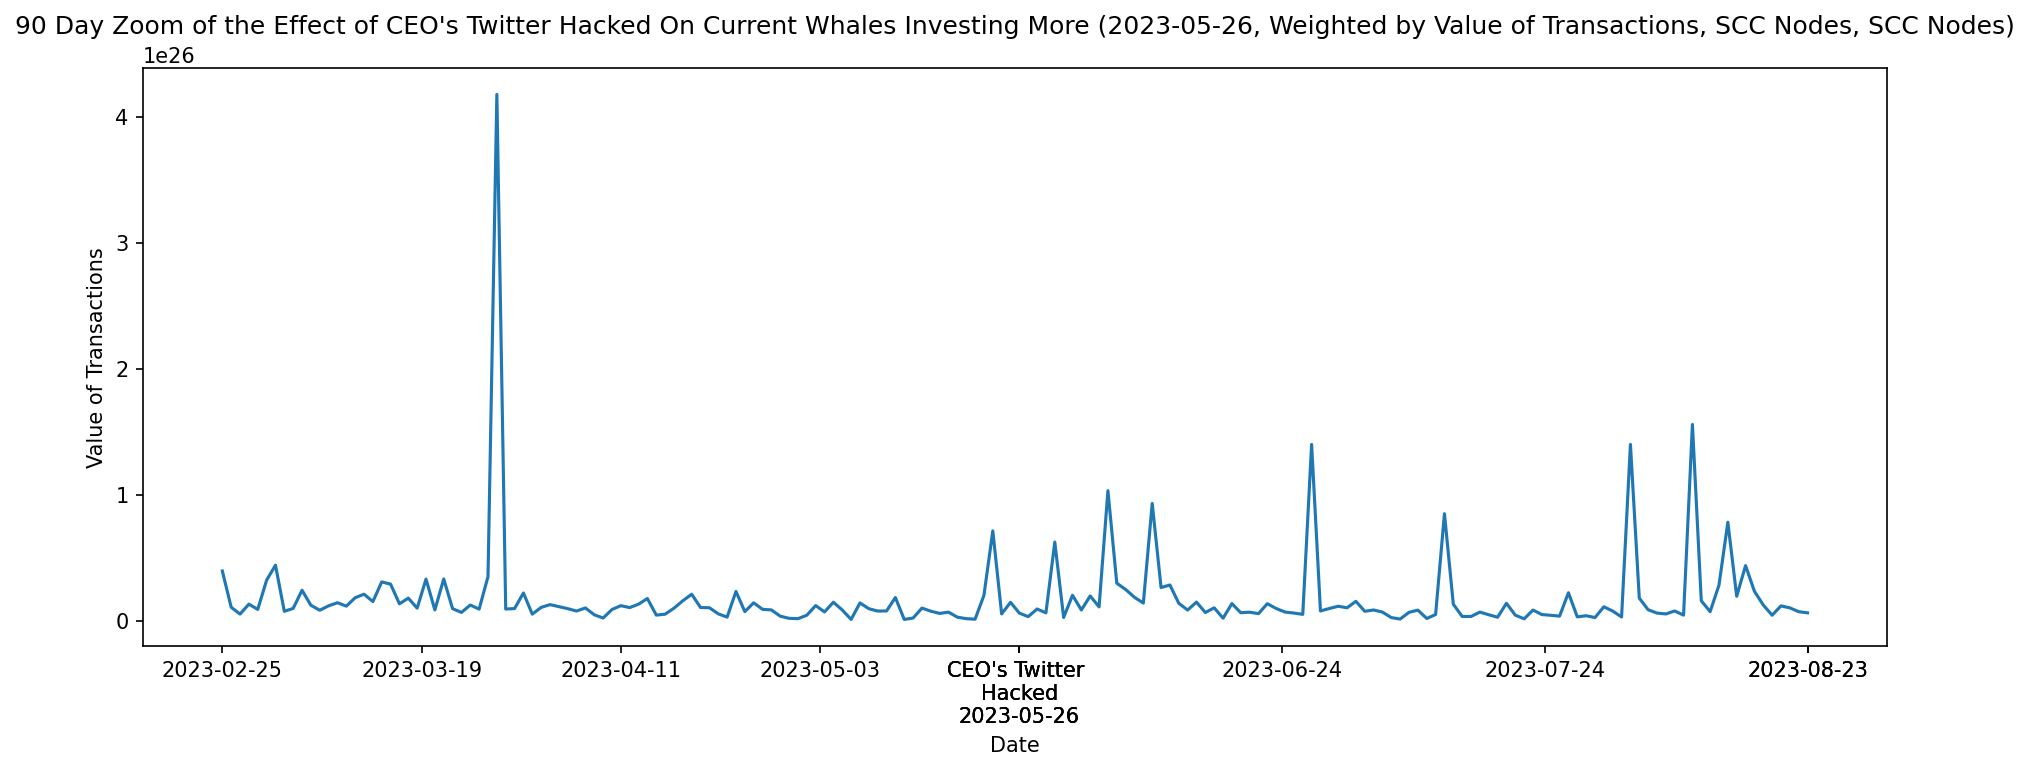 90 Day Zoom of the Effect of CEO's Twitter Hacked On Current Whales Investing More (2023-05-26, Weighted by Value of Transactions, SCC Nodes, SCC Nodes)
1e26
4
3
2
1
0
Value of Transactions
2023-02-25
2023-03-19
2023-04-11
2023-05-03
CEO's Twitter
Hacked
2023-05-26
2023-06-24
2023-07-24
2023-08-23
Date